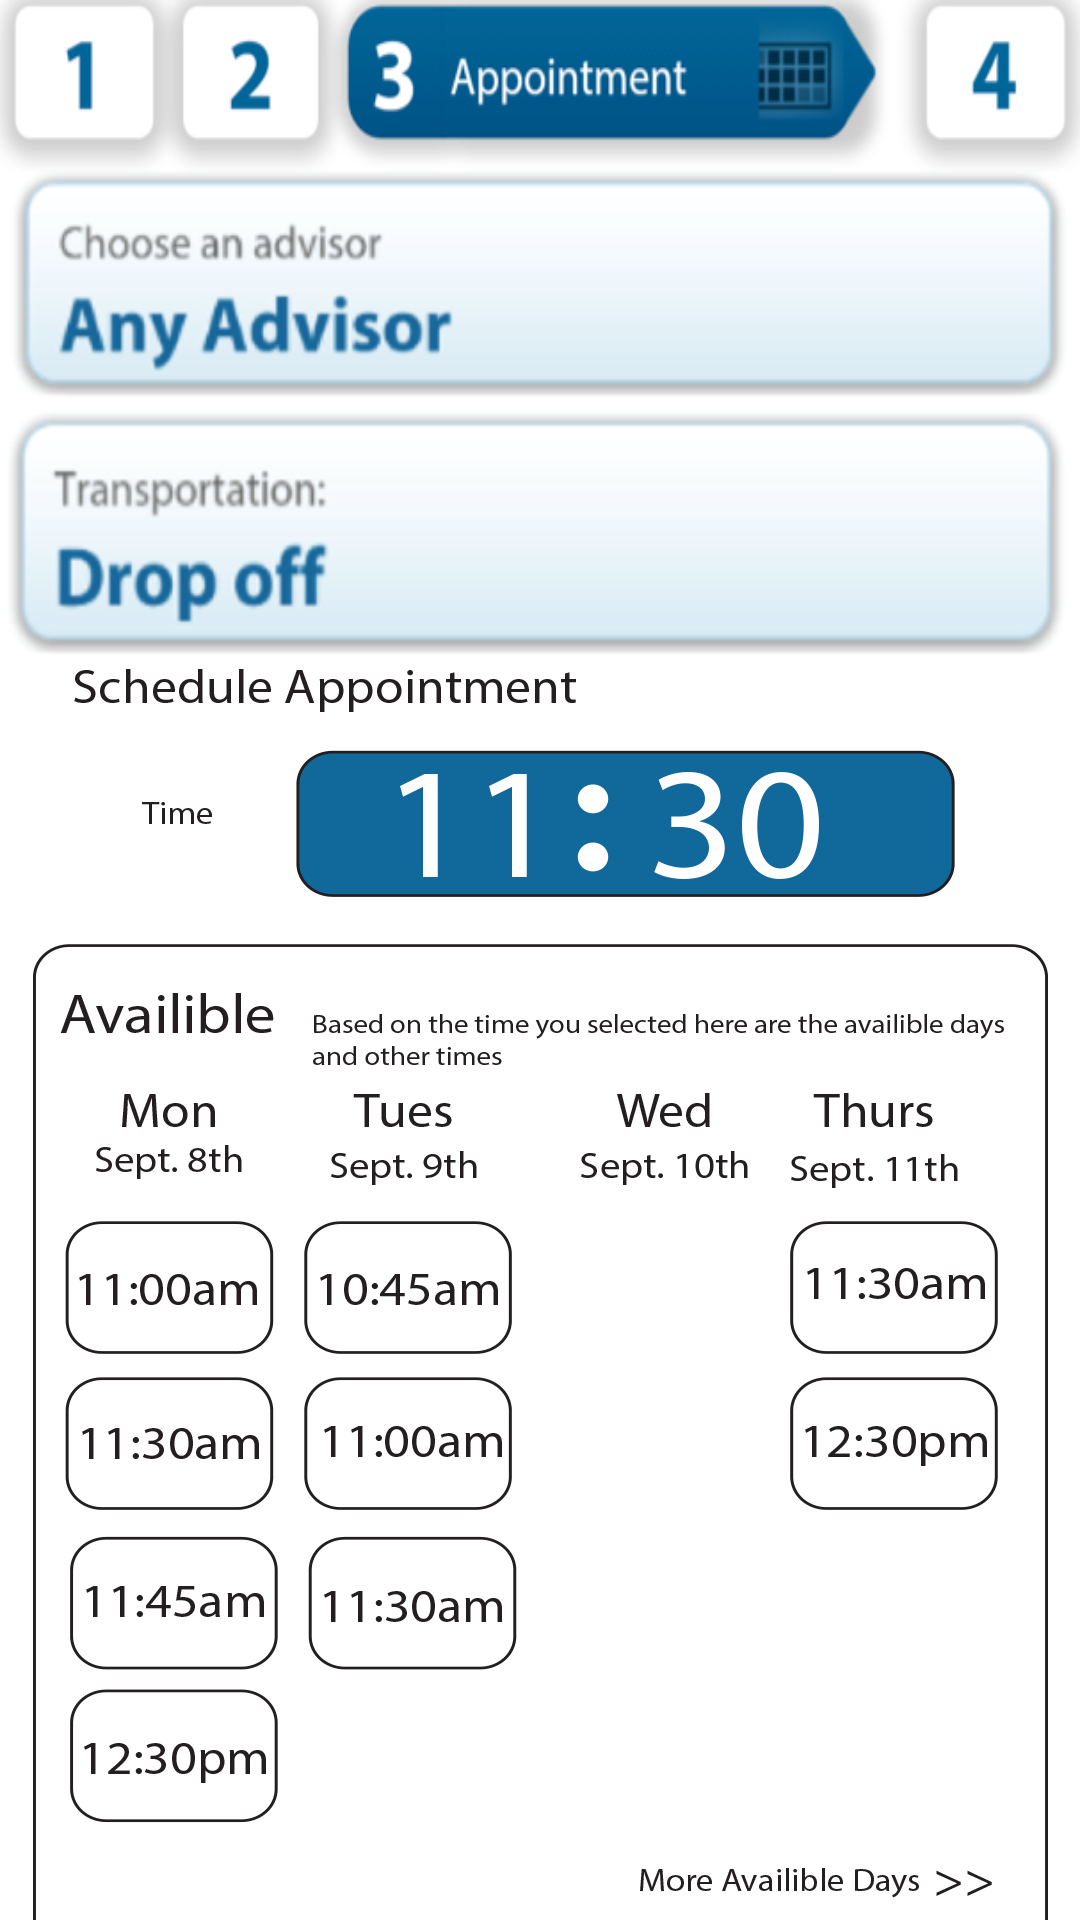 1 2 3 Appointment 4
Choose an advisor
Any Advisor
Transportation:
Drop off
Schedule Appointment
Time 11:30
Availible
Based on the time you selected here are the availible days
and other times
Mon Tues Wed Thurs
Sept. 8th Sept. 9th Sept. 10th Sept. 11th
11:00am 10:45am 11:30am
11:30am 11:00am 12:30pm
11:45am 11:30am
12:30pm
More Availible Days >>